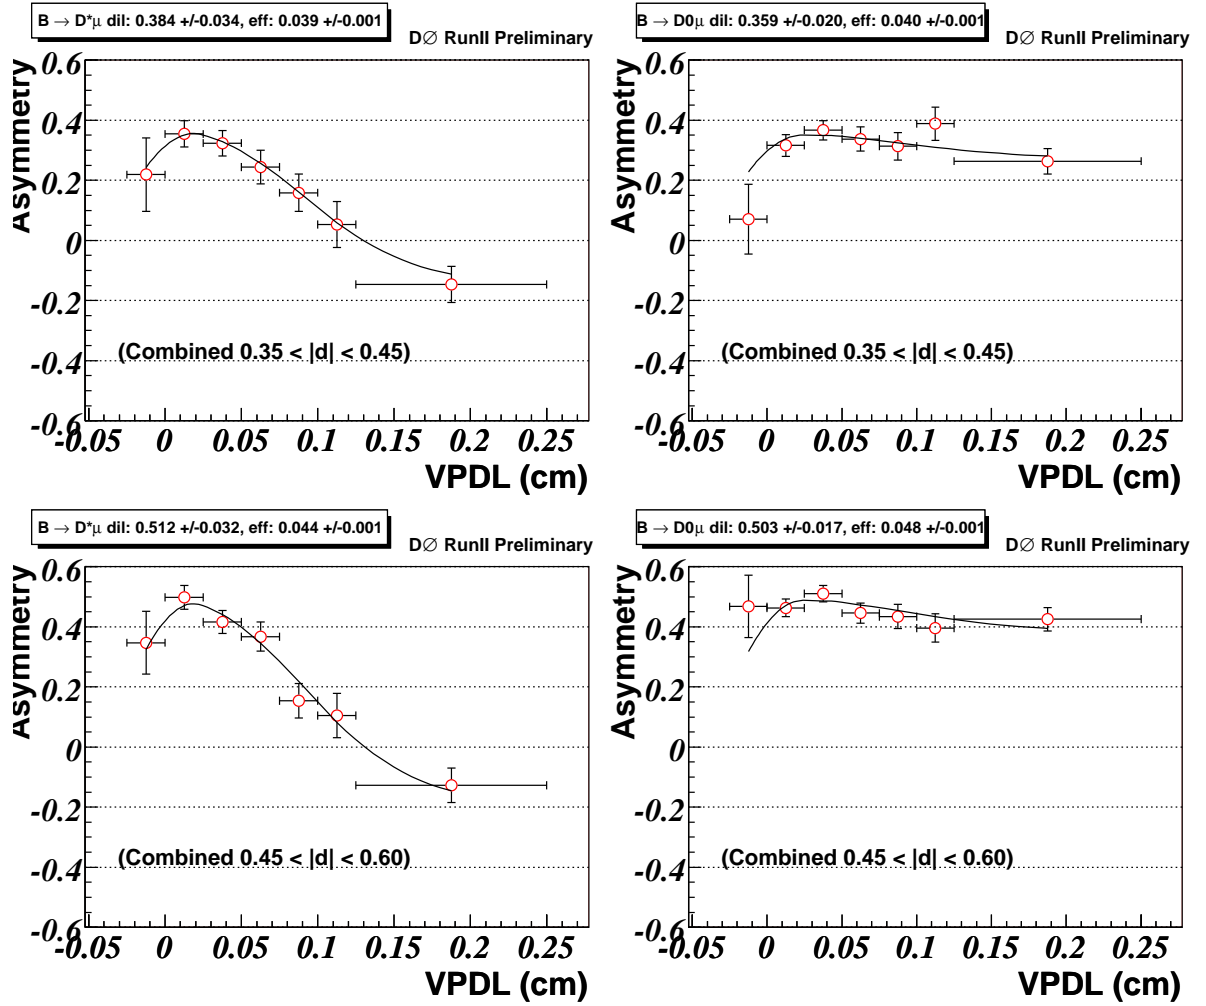 B → D*μ dil: 0.384 +/-0.034, eff: 0.039 +/-0.001
DØ RunII Preliminary
Asymmetry
0.6
0.4
0.2
0
-0.2
-0.4
-0.6
(Combined 0.35 < |d| < 0.45)
-0.05 0 0.05 0.1 0.15 0.2 0.25
VPDL (cm)
B → D0μ dil: 0.359 +/-0.020, eff: 0.040 +/-0.001
DØ RunII Preliminary
Asymmetry
0.6
0.4
0.2
0
-0.2
-0.4
-0.6
(Combined 0.35 < |d| < 0.45)
-0.05 0 0.05 0.1 0.15 0.2 0.25
VPDL (cm)
B → D*μ dil: 0.512 +/-0.032, eff: 0.044 +/-0.001
DØ RunII Preliminary
Asymmetry
0.6
0.4
0.2
0
-0.2
-0.4
-0.6
(Combined 0.45 < |d| < 0.60)
-0.05 0 0.05 0.1 0.15 0.2 0.25
VPDL (cm)
B → D0μ dil: 0.503 +/-0.017, eff: 0.048 +/-0.001
DØ RunII Preliminary
Asymmetry
0.6
0.4
0.2
0
-0.2
-0.4
-0.6
(Combined 0.45 < |d| < 0.60)
-0.05 0 0.05 0.1 0.15 0.2 0.25
VPDL (cm)